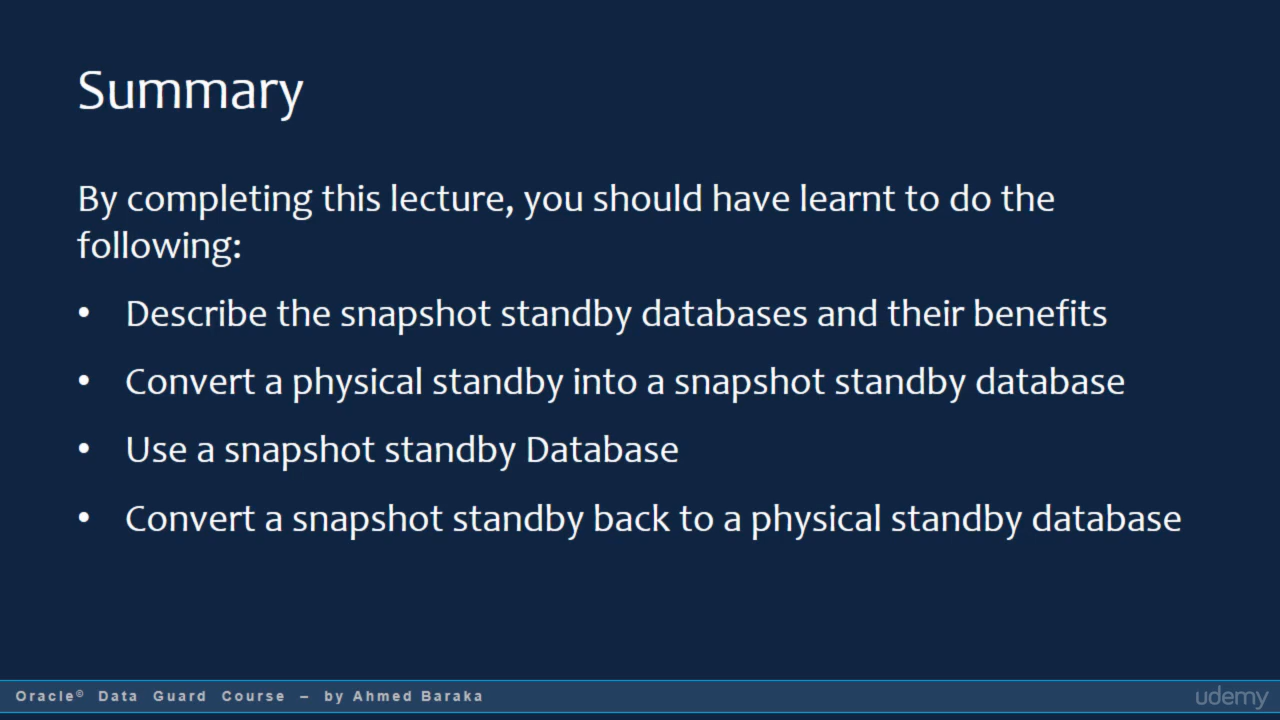 Summary
By completing this lecture, you should have learnt to do the
following:
• Describe the snapshot standby databases and their benefits
• Convert a physical standby into a snapshot standby database
• Use a snapshot standby Database
• Convert a snapshot standby back to a physical standby database
Oracle© Data Guard Course – by Ahmed Baraka
udemy